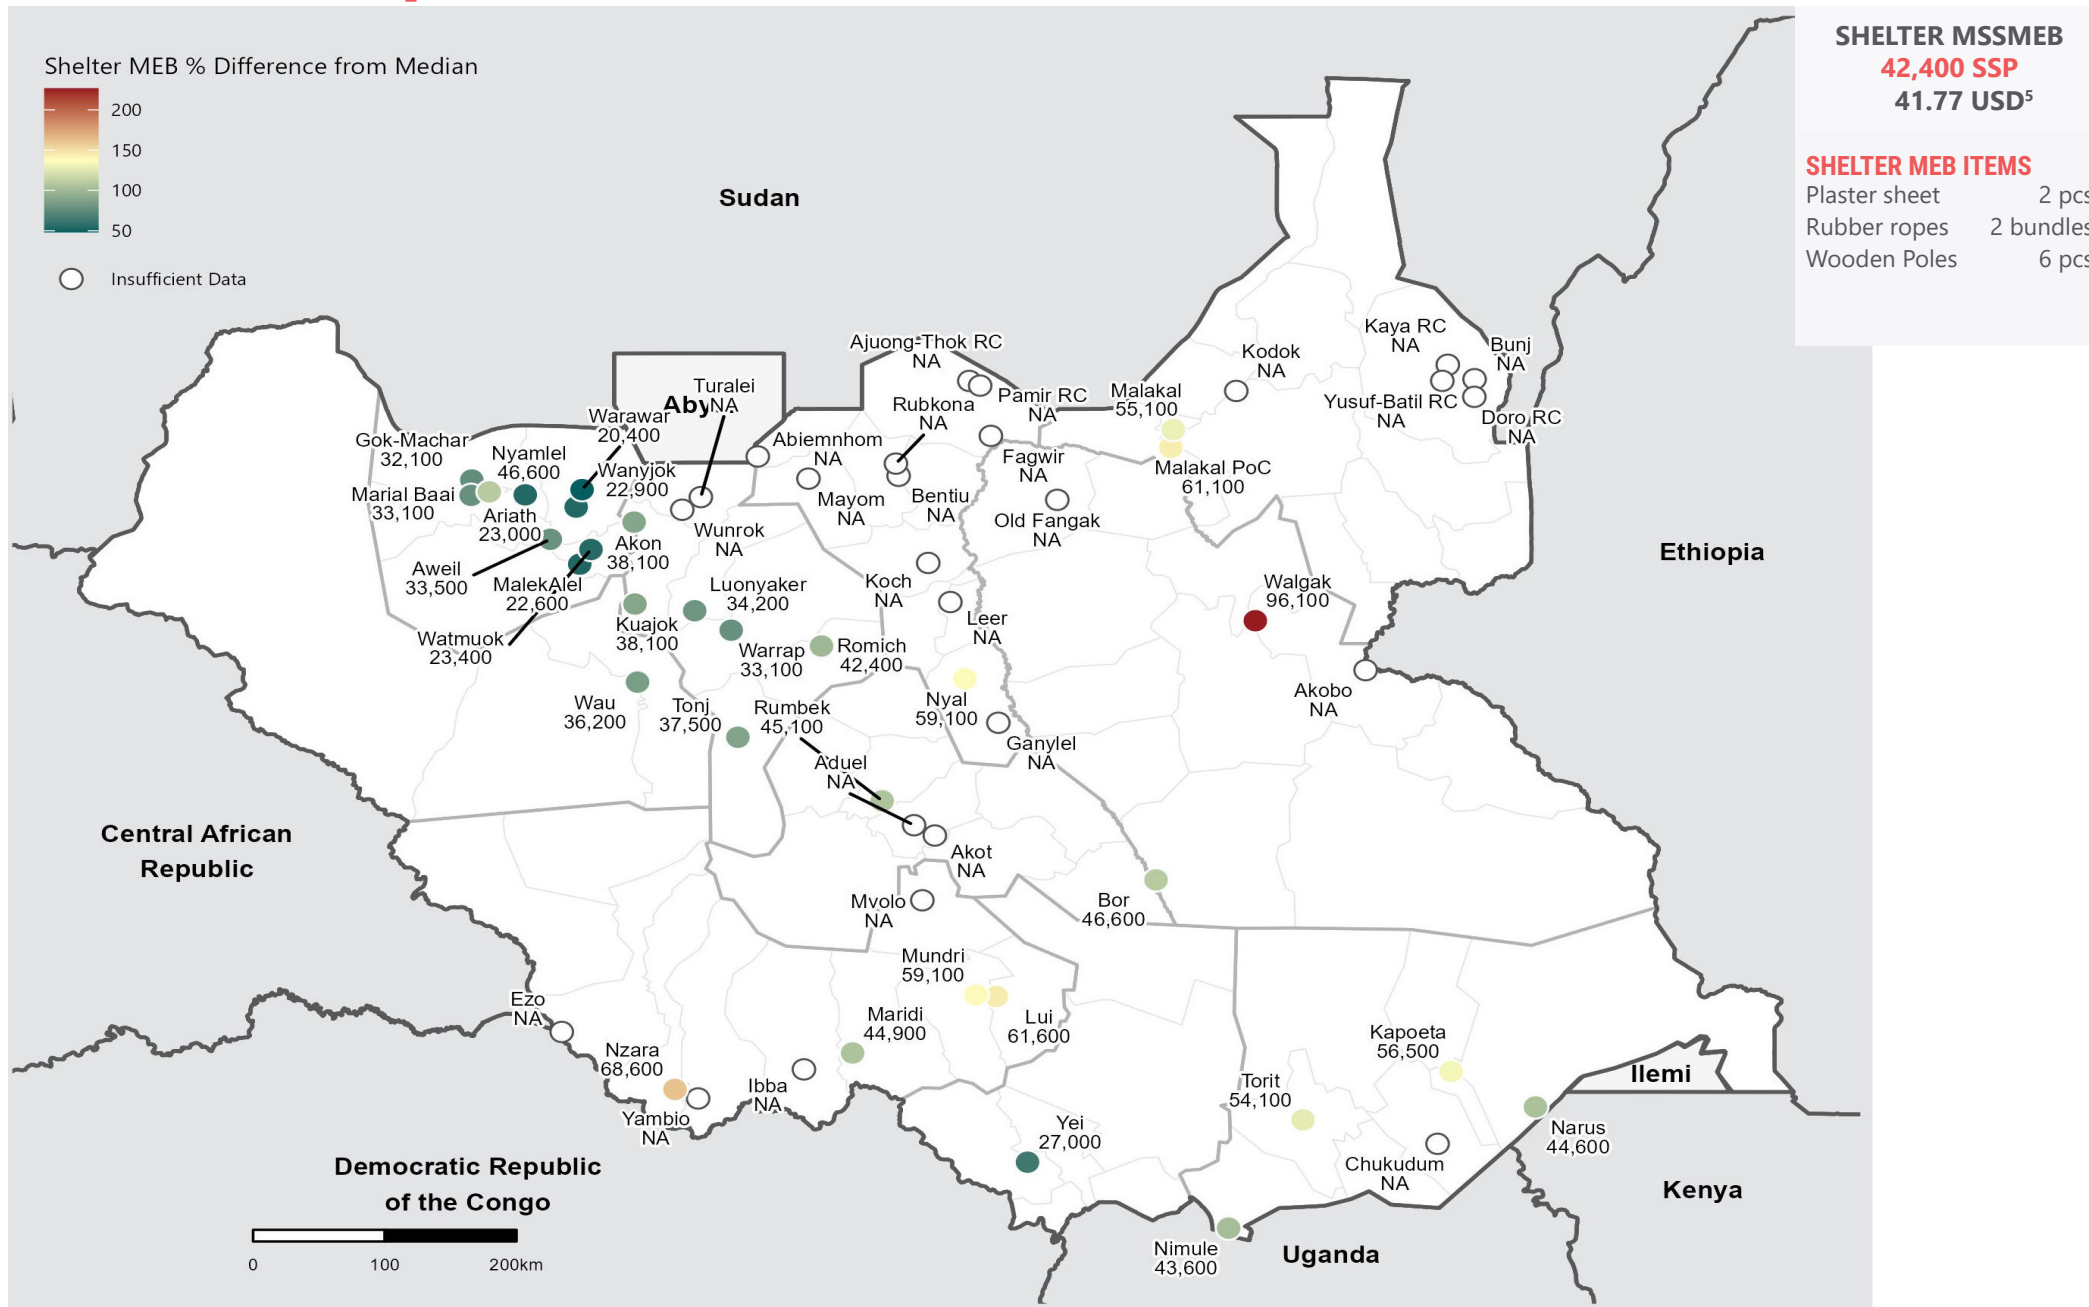 Shelter MEB % Difference from Median
200
150
100
50
Insufficient Data
SHELTER MSSMEB
42,400 SSP
41.77 USD5
SHELTER MEB ITEMS
Plaster sheet 2 pcs
Rubber ropes 2 bundles
Wooden Poles 6 pcs
Sudan
Ethiopia
Central African
Republic
Democratic Republic
of the Congo
Uganda
Kenya
Ilemi
Turalei
NA
Warawar
20,400
Gok-Machar
32,100
Nyamlel
46,600
Wanyjok
22,900
Marial Baai
33,100
Ariath
23,000
Akon
38,100
Wunrok
NA
Aweil
33,500
MalekAlel
22,600
Watmuok
23,400
Kuajok
38,100
Luonyaker
34,200
Warrap
33,100
Romich
42,400
Wau
36,200
Tonj
37,500
Rumbek
45,100
Aduel
NA
Akot
NA
Ajuong-Thok RC
NA
Pamir RC
NA
Rubkona
NA
Abiemnhom
NA
Mayom
NA
Bentiu
NA
Fagwir
NA
Old Fangak
NA
Koch
NA
Leer
NA
Nyal
59,100
Ganylel
NA
Malakal
55,100
Malakal PoC
61,100
Kodok
NA
Kaya RC
NA
Bunj
NA
Yusuf-Batil RC
NA
Doro RC
NA
Walgak
96,100
Akobo
NA
Bor
46,600
Mvolo
NA
Mundri
59,100
Lui
61,600
Maridi
44,900
Ezo
NA
Nzara
68,600
Yambio
NA
Ibba
NA
Yei
27,000
Kapoeta
56,500
Torit
54,100
Chukudum
NA
Narus
44,600
Nimule
43,600
0 100 200km